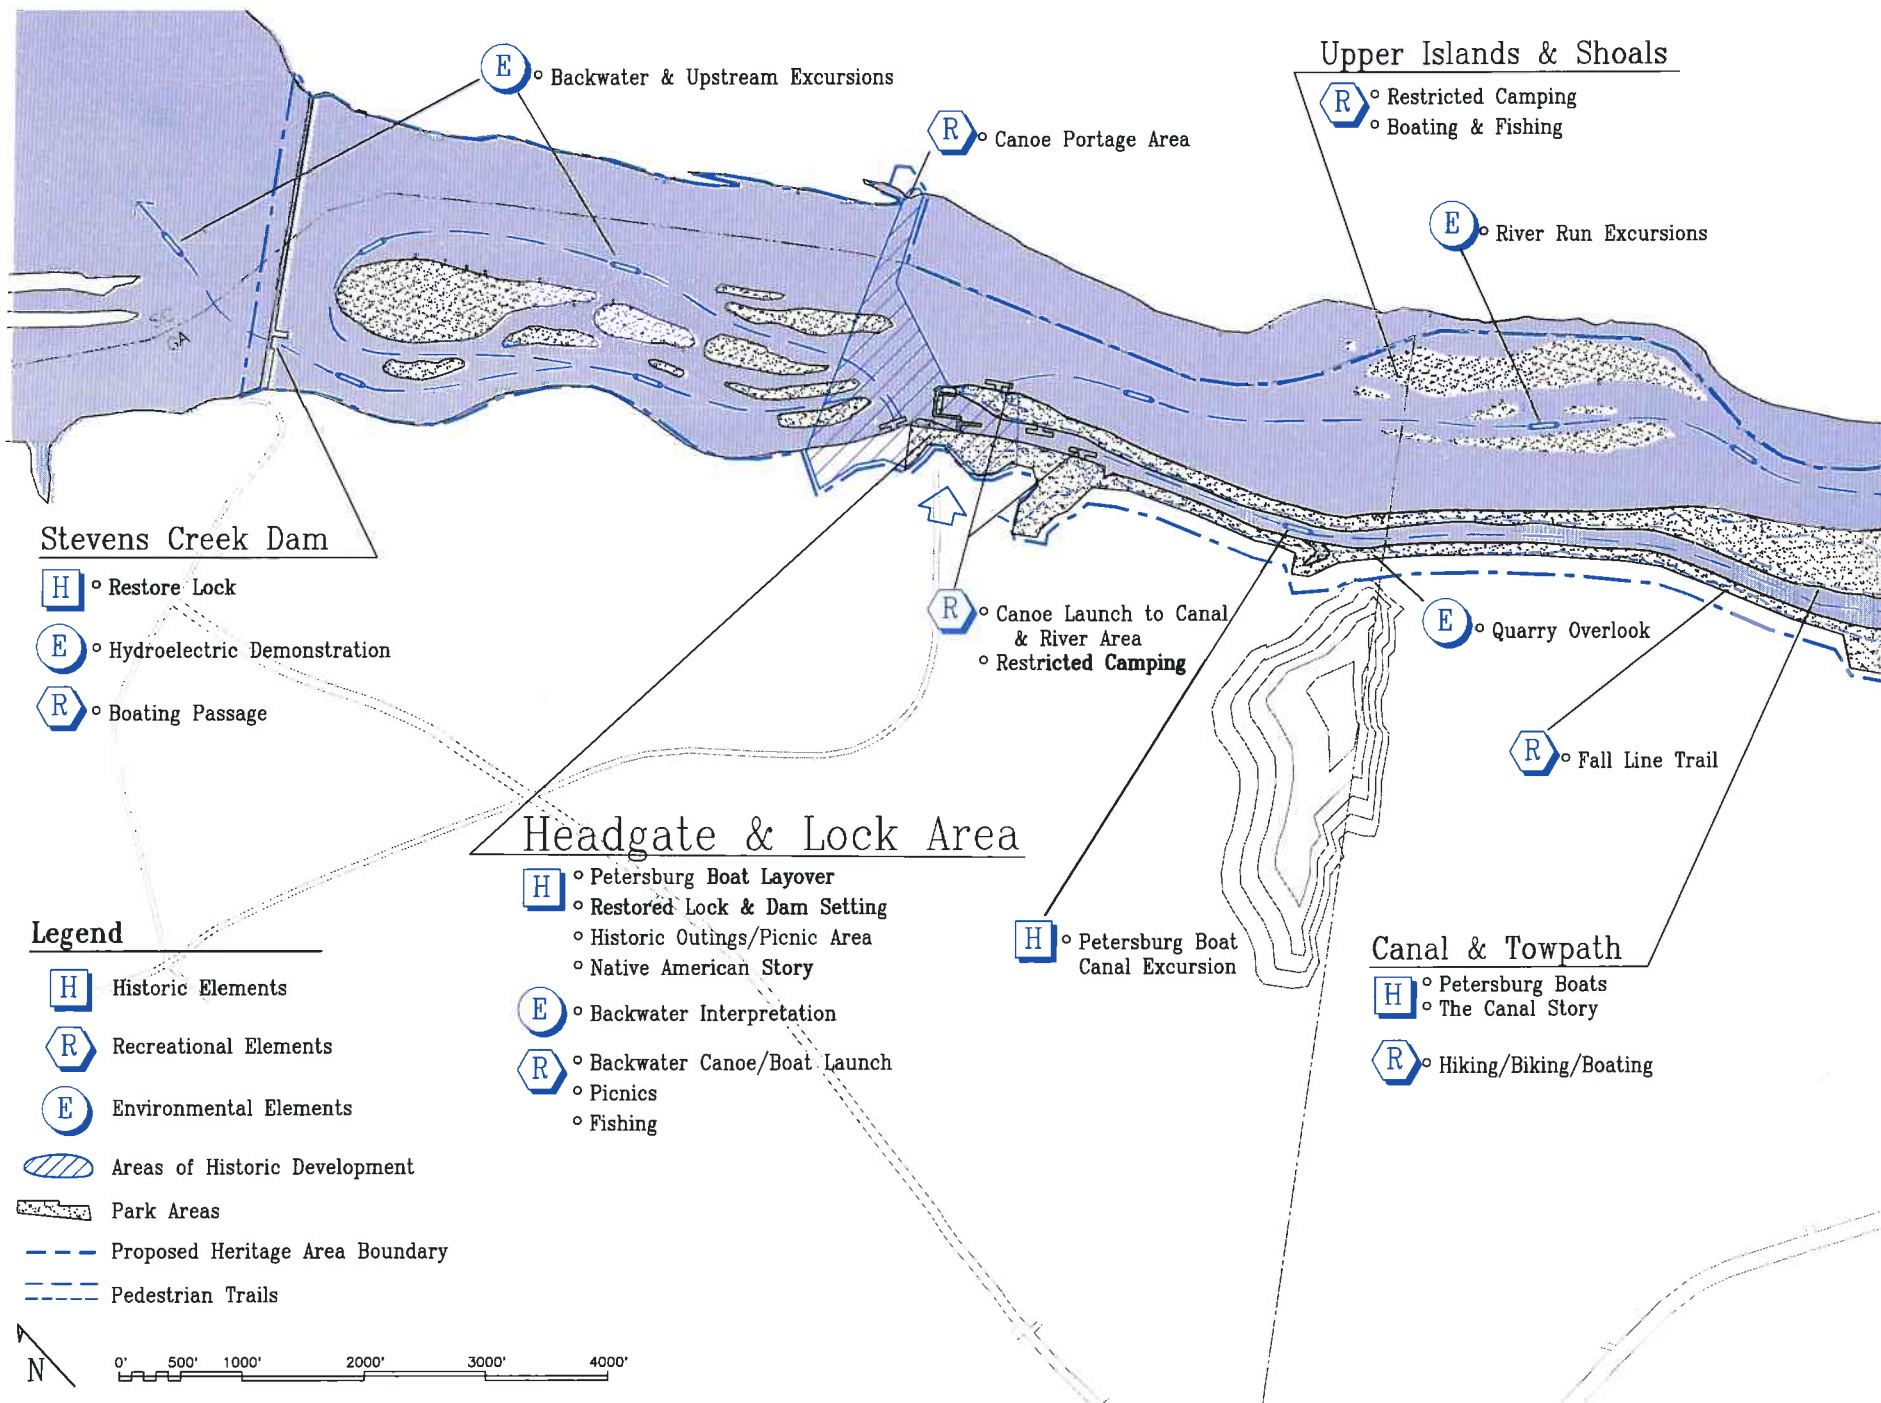 E
Backwater & Upstream Excursions
R
Canoe Portage Area
Upper Islands & Shoals
R
Restricted Camping
Boating & Fishing
E
River Run Excursions
SC
GA
Stevens Creek Dam
H
Restore Lock
E
Hydroelectric Demonstration
R
Boating Passage
R
Canoe Launch to Canal
& River Area
Restricted Camping
E
Quarry Overlook
R
Fall Line Trail
Headgate & Lock Area
H
Petersburg Boat Layover
Restored Lock & Dam Setting
Historic Outings/Picnic Area
Native American Story
E
Backwater Interpretation
R
Backwater Canoe/Boat Launch
Picnics
Fishing
H
Petersburg Boat
Canal Excursion
Canal & Towpath
H
Petersburg Boats
The Canal Story
R
Hiking/Biking/Boating
Legend
H
Historic Elements
R
Recreational Elements
E
Environmental Elements
Areas of Historic Development
Park Areas
Proposed Heritage Area Boundary
Pedestrian Trails
N
0' 500' 1000' 2000' 3000' 4000'